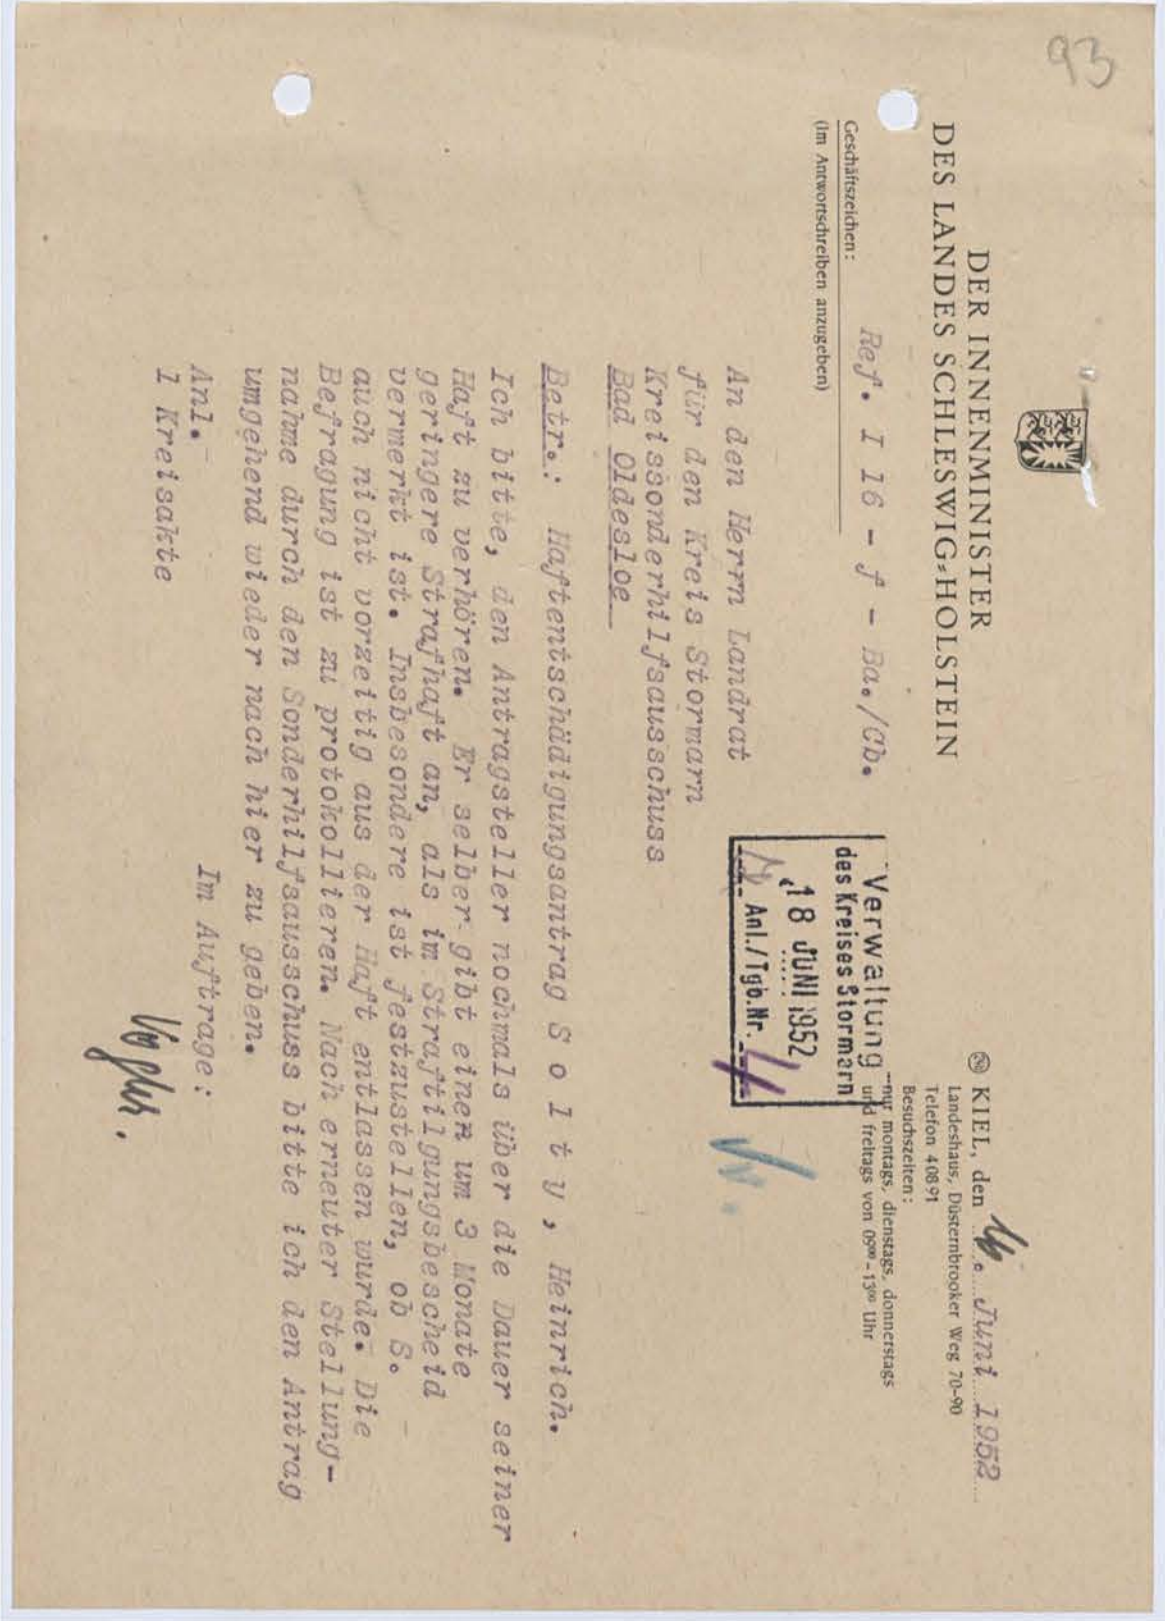 93
DER INNENMINISTER
DES LANDES SCHLESWIG-HOLSTEIN
Geschäftszeichen:
(Im Antwortschreiben anzugeben)
Ref. I 16 - f - Ba./Cb.
KIEL, den Juni 1952
Landeshaus, Düsternbrooker Weg 70-90
Telefon 40891
Besuchszeiten:
nur montags, dienstags, donnerstags
und freitags von 09⁰⁰-13⁰⁰ Uhr
Verwaltung
des Kreises Stormarn
18 JUNI 1952
Anl./Tgb.Nr.
An den Herrn Landrat
für den Kreis Stormarn
Kreissonderhilfsausschuss
Bad Oldesloe
Betr.: Haftentschädigungsantrag S o l t y , Heinrich.
Ich bitte, den Antragsteller nochmals über die Dauer seiner
Haft zu verhören. Er selber gibt einen um 3 Monate
geringere Strafhaft an, als im Straftilgungsbescheid
vermerkt ist. Insbesondere ist festzustellen, ob S. -
auch nicht vorzeitig aus der Haft entlassen wurde. Die
Befragung ist zu protokollieren. Nach erneuter Stellung-
nahme durch den Sonderhilfsausschuss bitte ich den Antrag
umgehend wieder nach hier zu geben.
Anl.
1 Kreisakte
Im Auftrage: